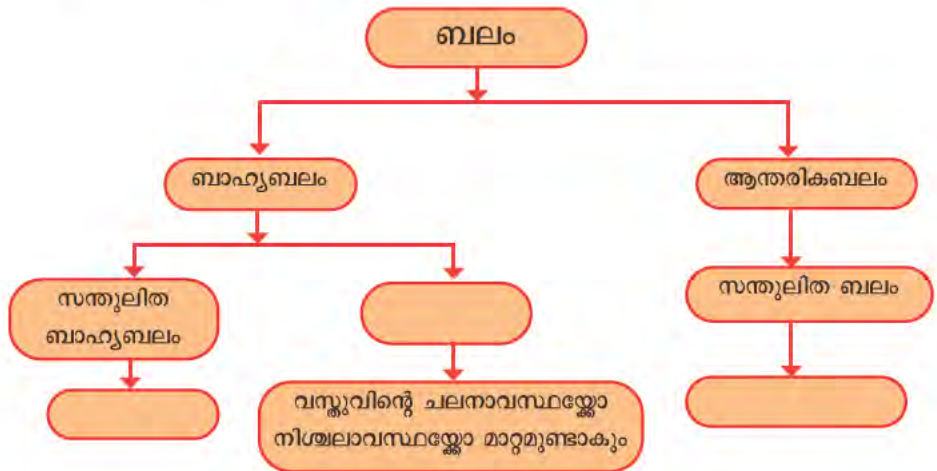 ബലം
ബാഹ്യബലം
ആന്തരികബലം
സന്തുലിത
ബാഹ്യബലം
സന്തുലിത ബലം
വസ്തുവിന്റെ ചലനാവസ്ഥയ്ക്കോ
നിശ്ചലാവസ്ഥയ്ക്കോ മാറ്റമുണ്ടാകും